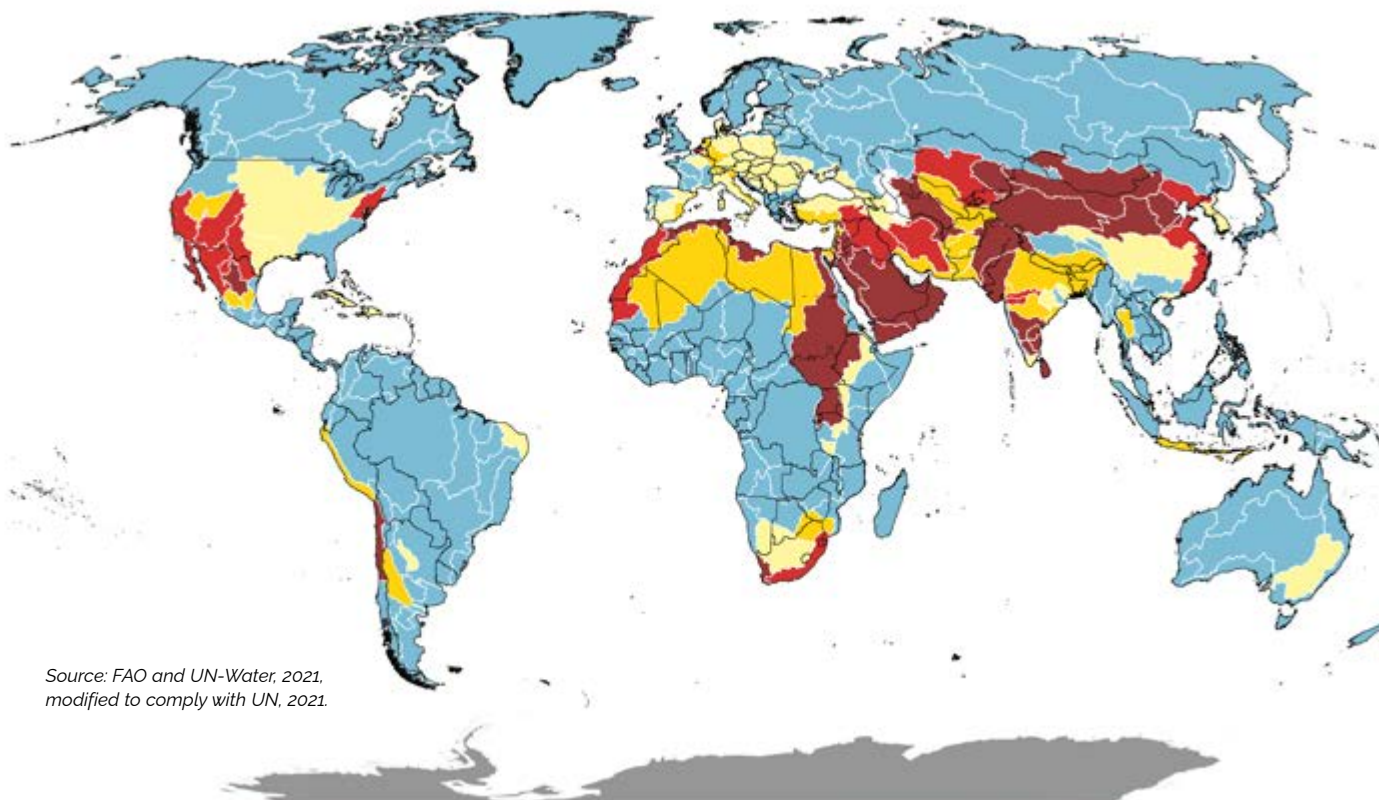 Source: FAO and UN-Water, 2021,
modified to comply with UN, 2021.